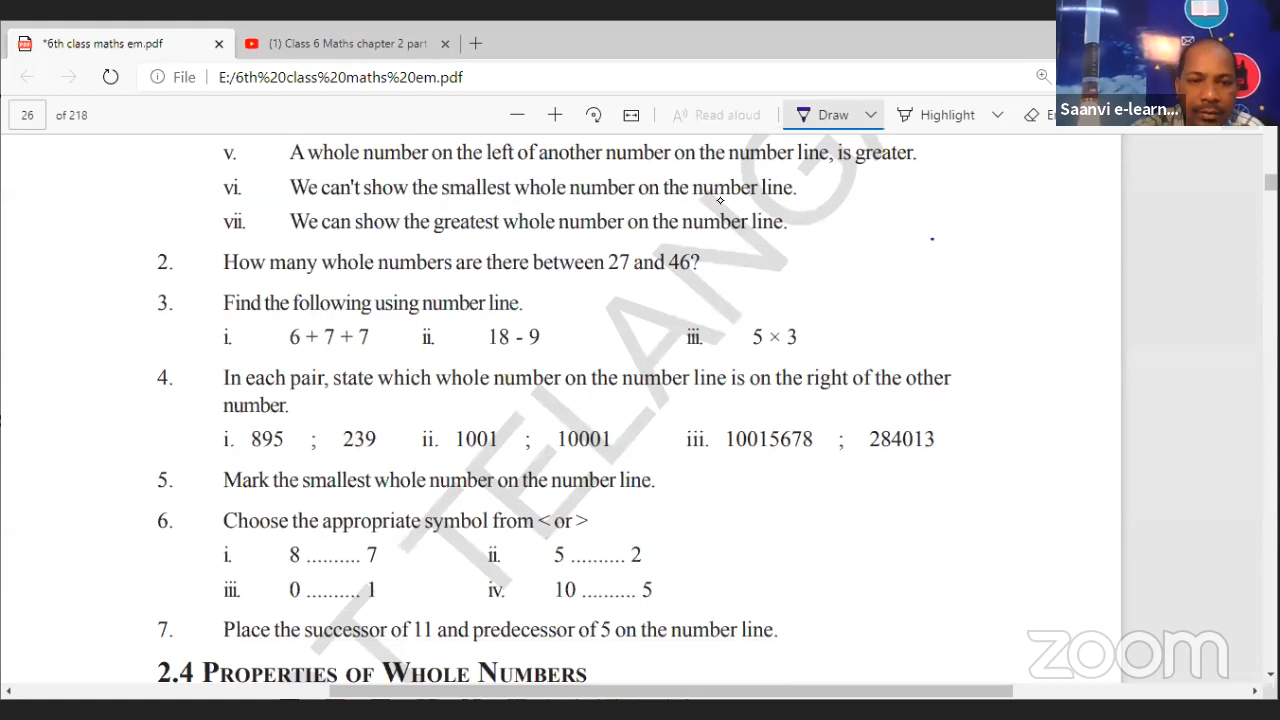 *6th class maths em.pdf
(1) Class 6 Maths chapter 2 part
File E:/6th%20class%20maths%20em.pdf
26 of 218
Read aloud
Draw
Highlight
Saanvi e-learn...
v. A whole number on the left of another number on the number line, is greater.
vi. We can't show the smallest whole number on the number line.
vii. We can show the greatest whole number on the number line.
2. How many whole numbers are there between 27 and 46?
3. Find the following using number line.
i. 6 + 7 + 7 ii. 18 - 9 iii. 5 × 3
4. In each pair, state which whole number on the number line is on the right of the other
number.
i. 895 ; 239 ii. 1001 ; 10001 iii. 10015678 ; 284013
5. Mark the smallest whole number on the number line.
6. Choose the appropriate symbol from < or >
i. 8 .......... 7 ii. 5 .......... 2
iii. 0 .......... 1 iv. 10 .......... 5
7. Place the successor of 11 and predecessor of 5 on the number line.
2.4 PROPERTIES OF WHOLE NUMBERS
zoom